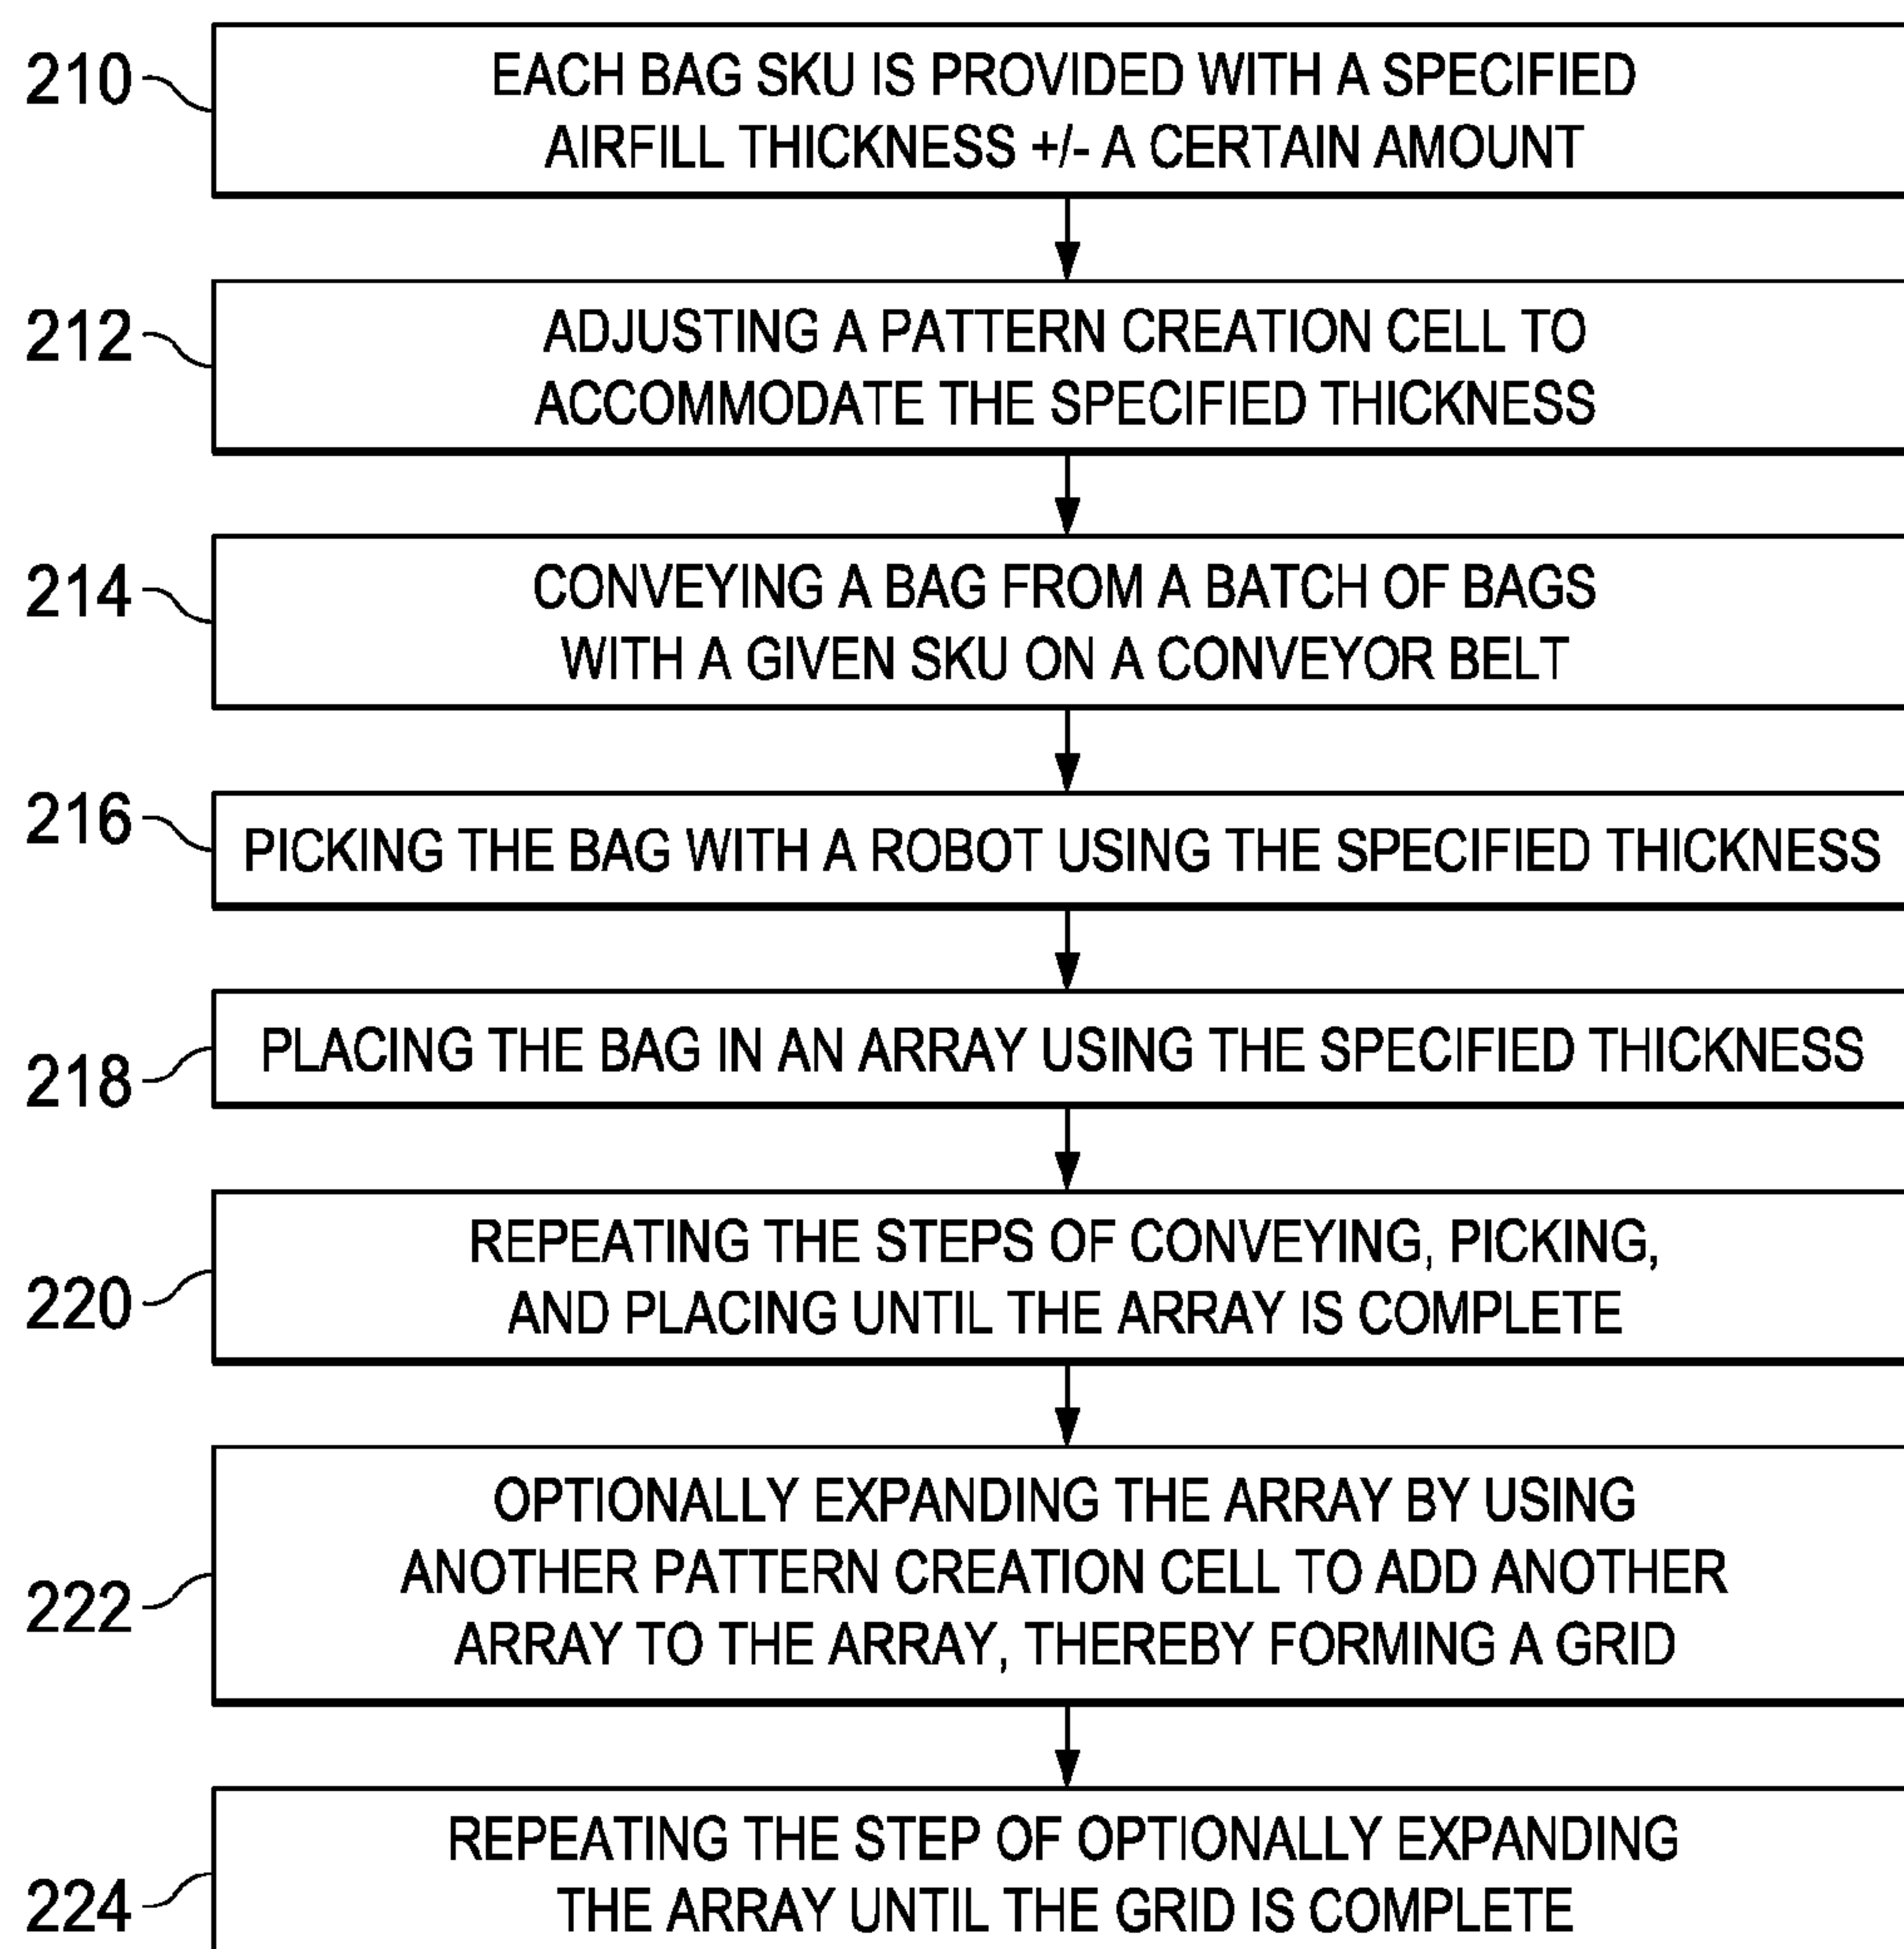 210
EACH BAG SKU IS PROVIDED WITH A SPECIFIED
AIRFILL THICKNESS +/- A CERTAIN AMOUNT
212
ADJUSTING A PATTERN CREATION CELL TO
ACCOMMODATE THE SPECIFIED THICKNESS
214
CONVEYING A BAG FROM A BATCH OF BAGS
WITH A GIVEN SKU ON A CONVEYOR BELT
216
PICKING THE BAG WITH A ROBOT USING THE SPECIFIED THICKNESS
218
PLACING THE BAG IN AN ARRAY USING THE SPECIFIED THICKNESS
220
REPEATING THE STEPS OF CONVEYING, PICKING,
AND PLACING UNTIL THE ARRAY IS COMPLETE
222
OPTIONALLY EXPANDING THE ARRAY BY USING
ANOTHER PATTERN CREATION CELL TO ADD ANOTHER
ARRAY TO THE ARRAY, THEREBY FORMING A GRID
224
REPEATING THE STEP OF OPTIONALLY EXPANDING
THE ARRAY UNTIL THE GRID IS COMPLETE